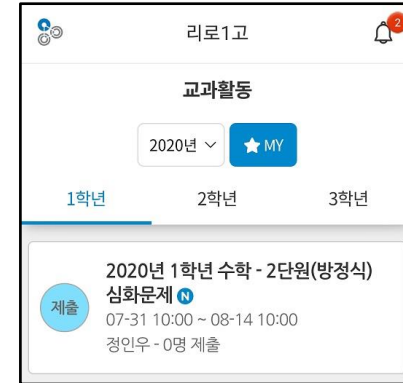 리로1고
2
교과활동
2020년
MY
1학년
2학년
3학년
제출
2020년 1학년 수학 - 2단원(방정식)
심화문제 N
07-31 10:00 ~ 08-14 10:00
정인우 - 0명 제출